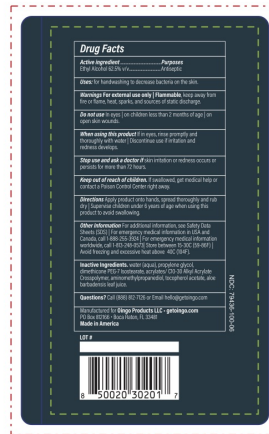 Drug Facts
Active ingredient Purposes
Ethyl Alcohol 62.5% v/v Antiseptic
Uses: for handwashing to decrease bacteria on the skin.
Warnings For external use only | Flammable, keep away from
fire or flame, heat, sparks, and sources of static discharge.
Do not use in eyes | on children less than 2 months of age | on
open skin wounds.
When using this product If in eyes, rinse promptly and
thoroughly with water | Discontinue use if irritation and
redness develops.
Stop use and ask a doctor if skin irritation or redness occurs or
persists for more than 72 hours.
Keep out of reach of children. If swallowed, get medical help or
contact a Poison Control Center right away.
Directions Apply product onto hands, spread thoroughly and rub
dry | Supervise children under 6 years of age when using this
product to avoid swallowing.
Other Information For additional information, see Safety Data
Sheets (SDS) | For emergency medical information in USA and
Canada, call 1-888-255-3924 | For emergency medical information
worldwide, call Store between 15-30C (59-86F) |
Avoid freezing and excessive heat above 40C (104F).
Inactive Ingredients. water (aqua), propylene glycol,
dimethicone PEG-7 isostearate, acrylates/ C10-30 Alkyl Acrylate
Crosspolymer, aminomethylpropanediol, tocopheryl acetate, aloe
barbadensis leaf juice.
Questions? Call (888) 812-7126 or Email hello@getoingo.com
Manufactured for Oingo Products LLC • getoingo.com
PO Box • Boca Raton, FL
Made in America
LOT #
8 50020 30201 7
NDC: 79436-100-06